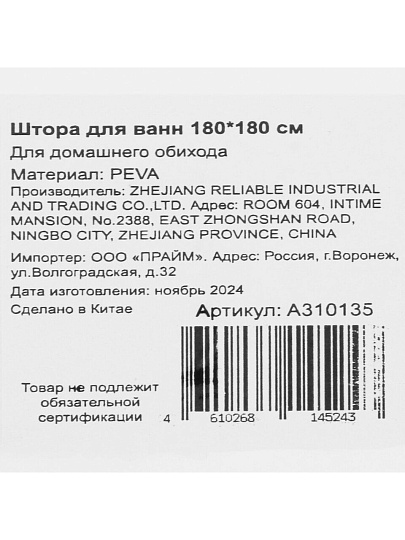 Штора для ванн 180*180 см
Для домашнего обихода
Материал: PEVA
Производитель: ZHEJIANG RELIABLE INDUSTRIAL
AND TRADING CO.,LTD. Адрес: ROOM 604, INTIME
MANSION, No.2388, EAST ZHONGSHAN ROAD,
NINGBO CITY, ZHEJIANG PROVINCE, CHINA
Импортер: ООО «ПРАЙМ». Адрес: Россия, г.Воронеж,
ул.Волгоградская, д.32
Дата изготовления: ноябрь 2024
Сделано в Китае
Артикул: A310135
Товар не подлежит
обязательной
сертификации
4 610268 145243